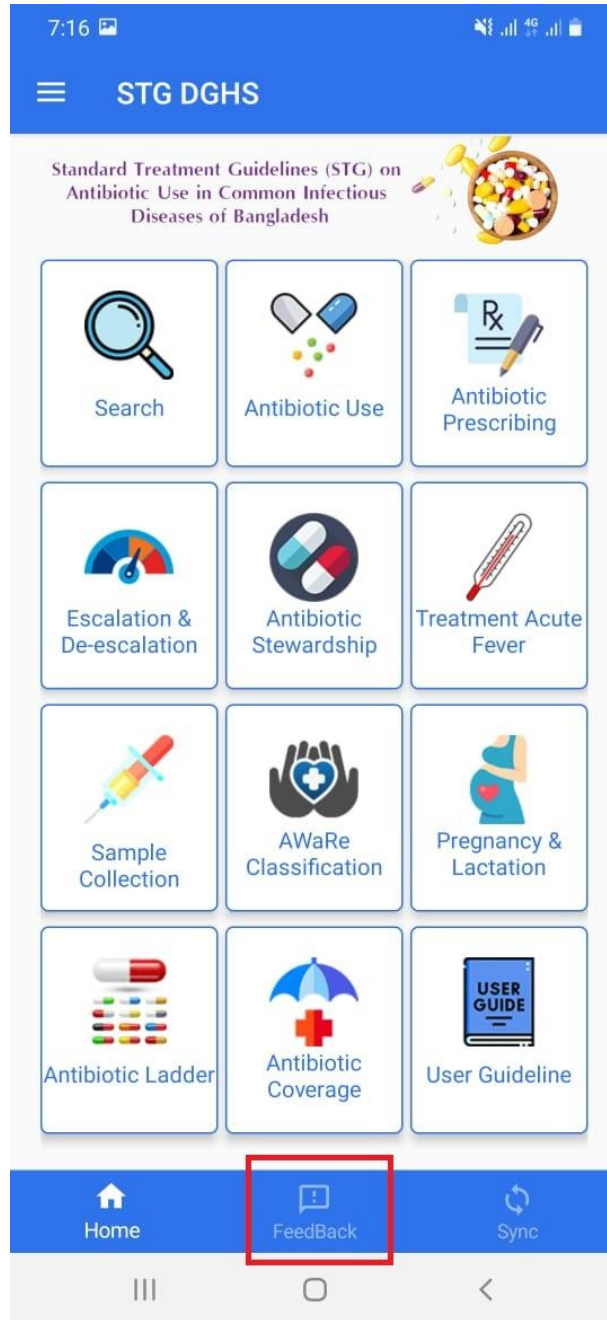 7:16
4G
STG DGHS
Standard Treatment Guidelines (STG) on
Antibiotic Use in Common Infectious
Diseases of Bangladesh
Search
Antibiotic Use
Rx
Antibiotic
Prescribing
Escalation &
De-escalation
Antibiotic
Stewardship
Treatment Acute
Fever
Sample
Collection
AWaRe
Classification
Pregnancy &
Lactation
Antibiotic Ladder
Antibiotic
Coverage
USER
GUIDE
User Guideline
Home
FeedBack
Sync